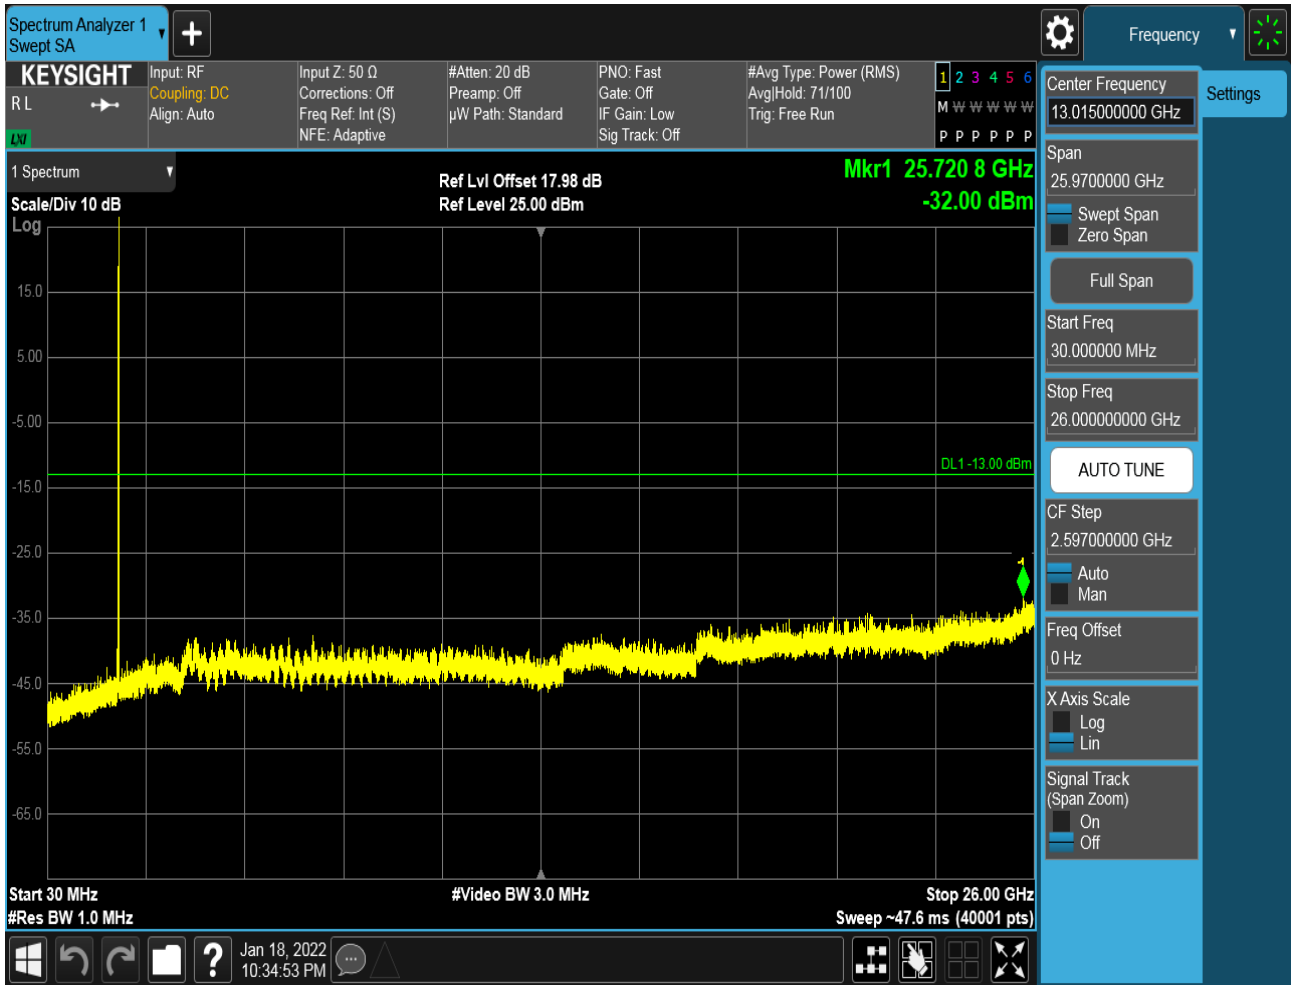 Spectrum Analyzer 1
Swept SA
Frequency
KEYSIGHT
R L
LXI
Input: RF
Coupling: DC
Align: Auto
Input Z: 50 Ω
Corrections: Off
Freq Ref: Int (S)
NFE: Adaptive
#Atten: 20 dB
Preamp: Off
µW Path: Standard
PNO: Fast
Gate: Off
IF Gain: Low
Sig Track: Off
#Avg Type: Power (RMS)
Avg|Hold: 71/100
Trig: Free Run
1 2 3 4 5 6
M W W W W W
P P P P P P
1 Spectrum
Scale/Div 10 dB
Log
Ref Lvl Offset 17.98 dB
Ref Level 25.00 dBm
Mkr1 25.720 8 GHz
-32.00 dBm
15.0
5.00
-5.00
-15.0
-25.0
-35.0
-45.0
-55.0
-65.0
DL1 -13.00 dBm
1
Start 30 MHz
#Res BW 1.0 MHz
#Video BW 3.0 MHz
Stop 26.00 GHz
Sweep ~47.6 ms (40001 pts)
Jan 18, 2022
10:34:53 PM
?
Center Frequency
13.015000000 GHz
Settings
Span
25.9700000 GHz
Swept Span
Zero Span
Full Span
Start Freq
30.000000 MHz
Stop Freq
26.000000000 GHz
AUTO TUNE
CF Step
2.597000000 GHz
Auto
Man
Freq Offset
0 Hz
X Axis Scale
Log
Lin
Signal Track
(Span Zoom)
On
Off